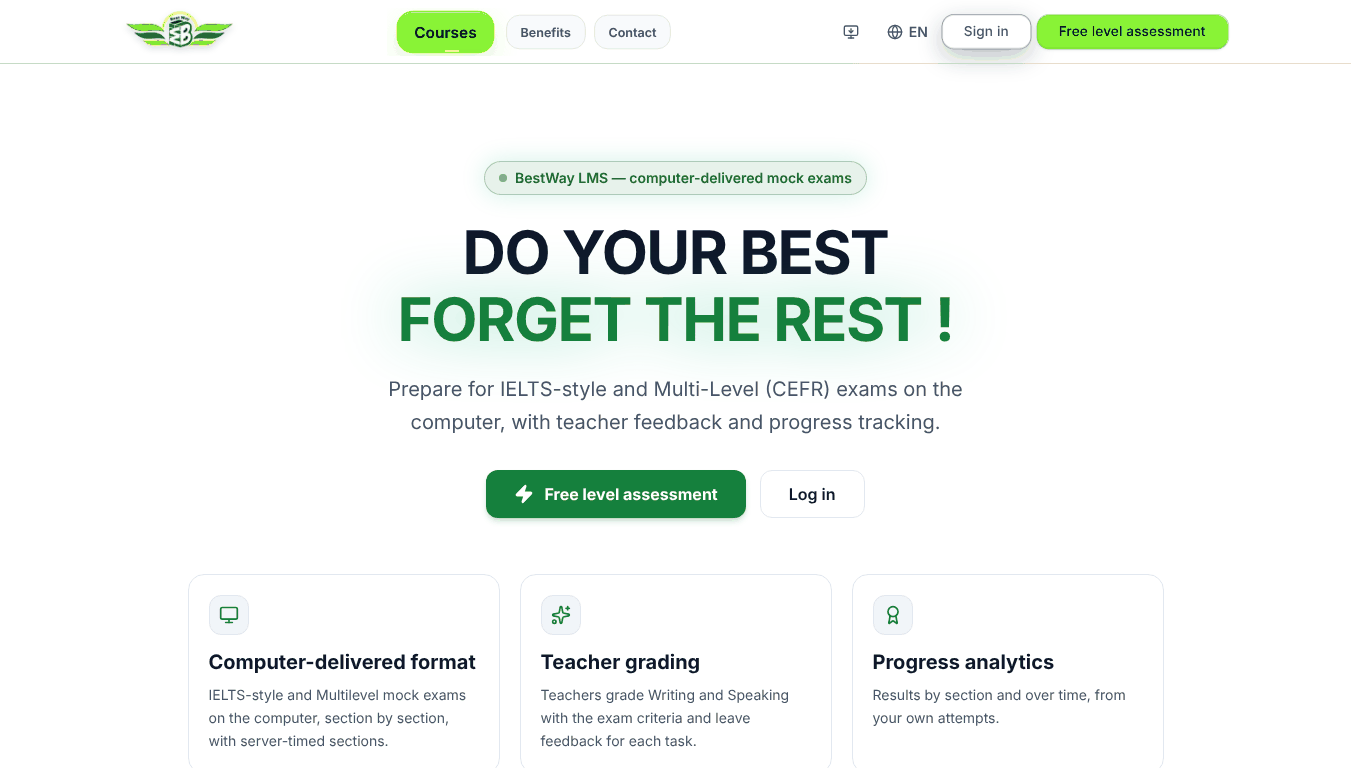 Best Way
Courses
Benefits
Contact
EN
Sign in
Free level assessment
BestWay LMS — computer-delivered mock exams
DO YOUR BEST
FORGET THE REST !
Prepare for IELTS-style and Multi-Level (CEFR) exams on the
computer, with teacher feedback and progress tracking.
Free level assessment
Log in
Computer-delivered format
IELTS-style and Multilevel mock exams
on the computer, section by section,
with server-timed sections.
Teacher grading
Teachers grade Writing and Speaking
with the exam criteria and leave
feedback for each task.
Progress analytics
Results by section and over time, from
your own attempts.